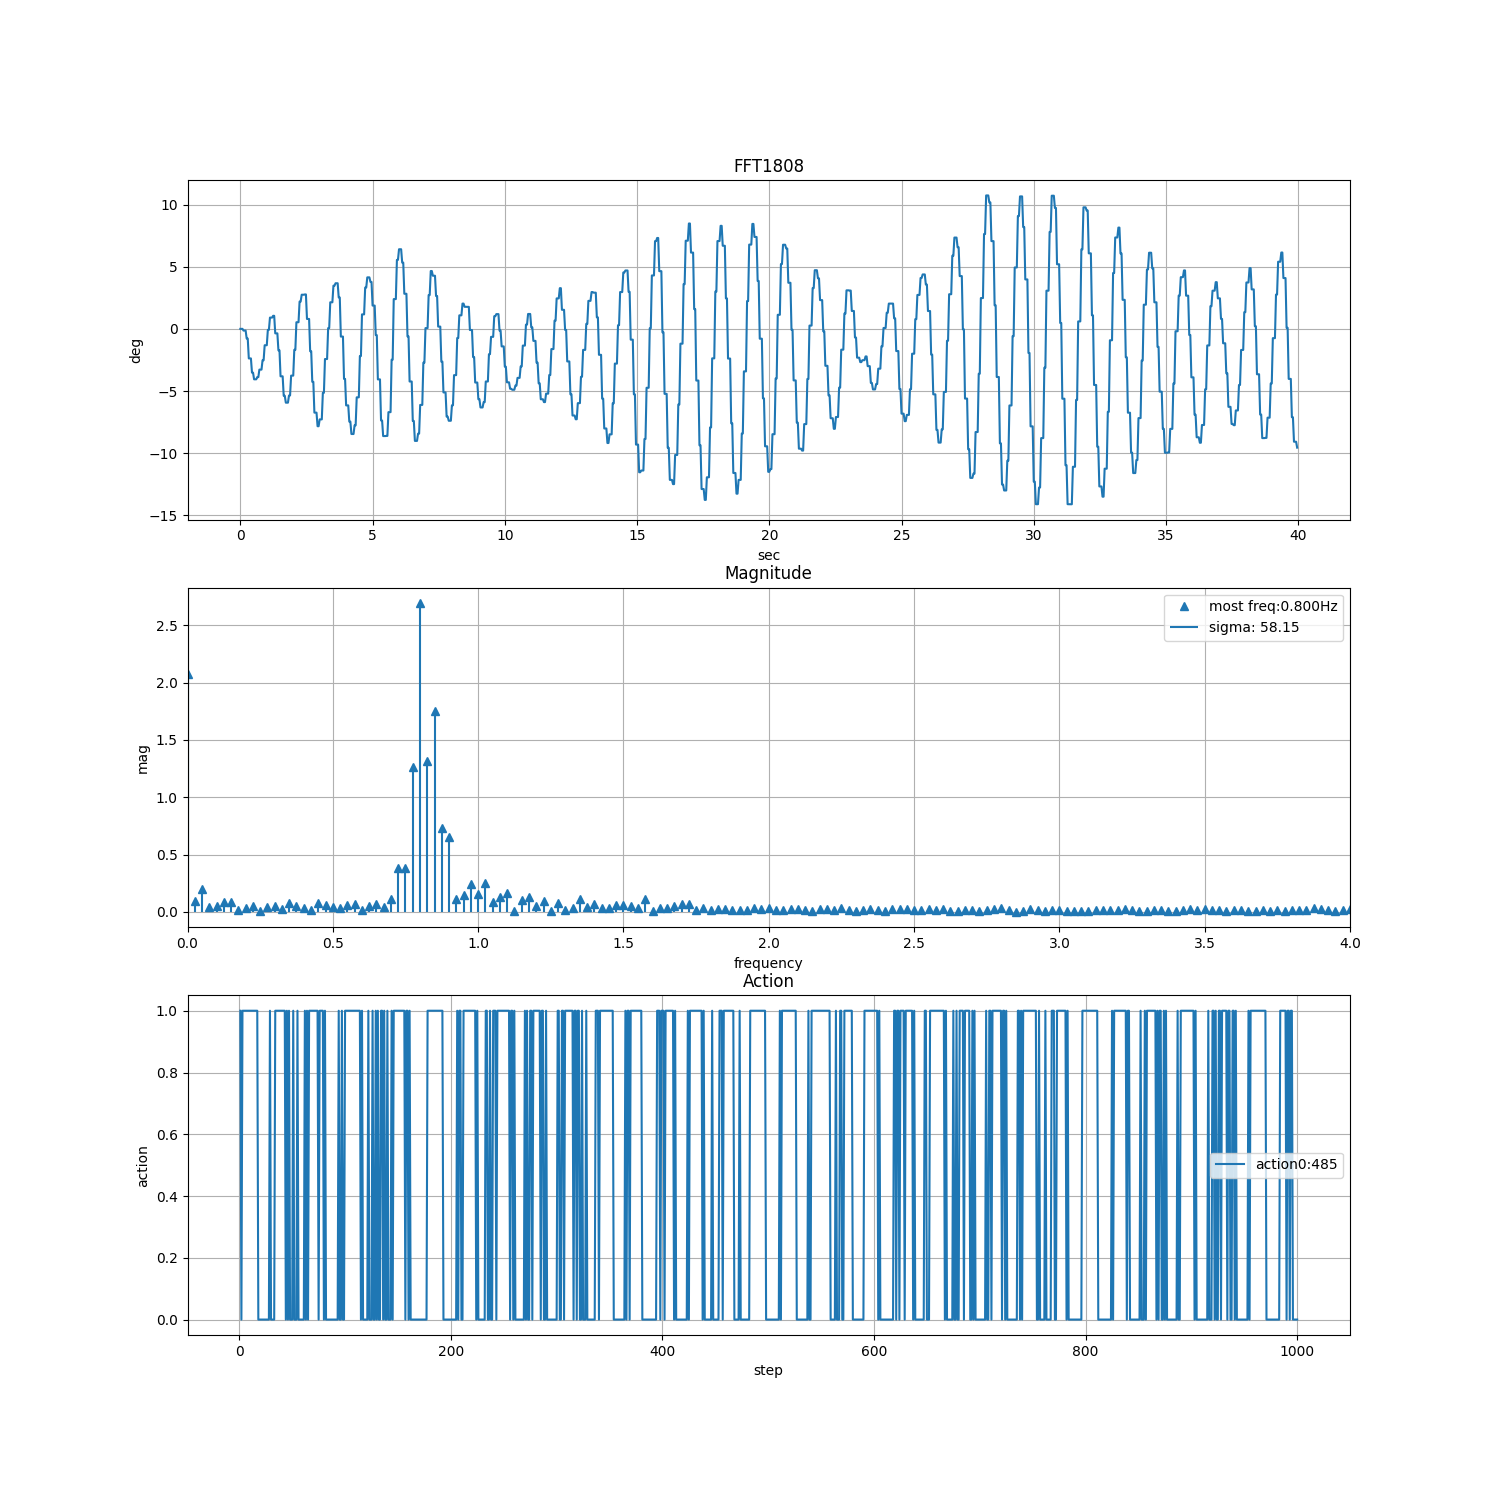 FFT1808
10
5
0
−5
−10
−15
deg
0 5 10 15 20 25 30 35 40
sec
Magnitude
most freq:0.800Hz
sigma: 58.15
2.5
2.0
1.5
1.0
0.5
0.0
mag
0.0 0.5 1.0 1.5 2.0 2.5 3.0 3.5 4.0
frequency
Action
1.0
0.8
0.6
0.4
0.2
0.0
action
action0:485
0 200 400 600 800 1000
step